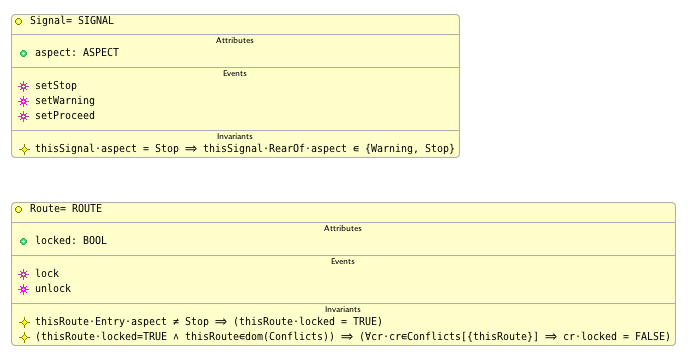 Signal= SIGNAL
Attributes
aspect: ASPECT
Events
setStop
setWarning
setProceed
Invariants
thisSignal·aspect = Stop ⇒ thisSignal·RearOf·aspect ∈ {Warning, Stop}
Route= ROUTE
Attributes
locked: BOOL
Events
lock
unlock
Invariants
thisRoute·Entry·aspect ≠ Stop ⇒ (thisRoute·locked = TRUE)
(thisRoute·locked=TRUE ∧ thisRoute∈dom(Conflicts)) ⇒ (∀cr·cr∈Conflicts[{thisRoute}] ⇒ cr·locked = FALSE)